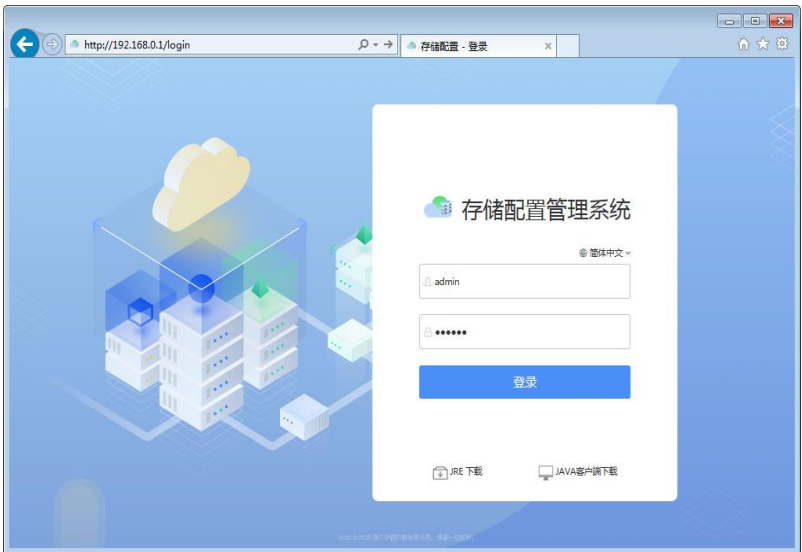 http://192.168.0.1/login
存储配置 - 登录
存储配置管理系统
简体中文
admin
••••••
登录
JRE 下载
JAVA客户端下载